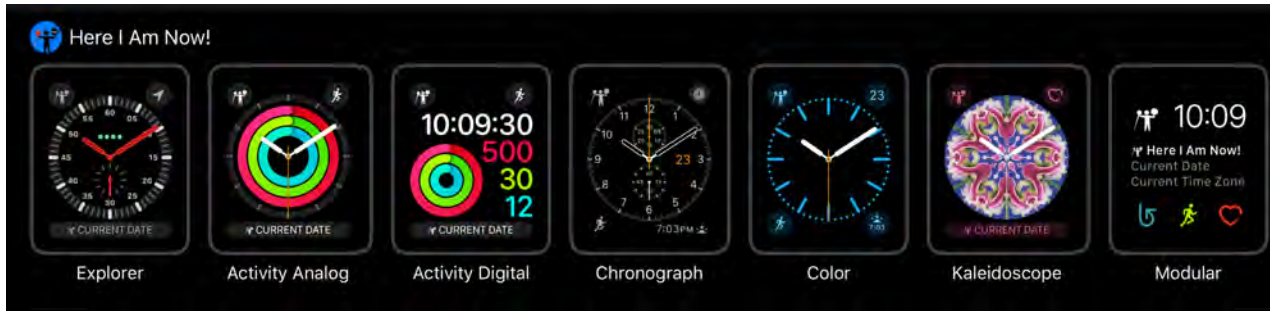 Here I Am Now!
60
55 05
50
45 15
40 20
35 25
30
CURRENT DATE
CURRENT DATE
10:09:30
500
30
12
CURRENT DATE
12
11 1
10 2
9 23 3
8 4
7 5
6
7:03PM
23
7:03
CURRENT DATE
10:09
Here I Am Now!
Current Date
Current Time Zone
Explorer
Activity Analog
Activity Digital
Chronograph
Color
Kaleidoscope
Modular